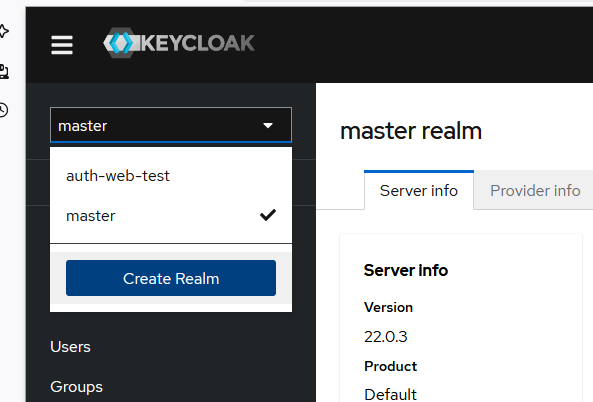 KEYCLOAK
master
auth-web-test
master
Create Realm
Users
Groups
master realm
Server info
Provider info
Server info
Version
22.0.3
Product
Default